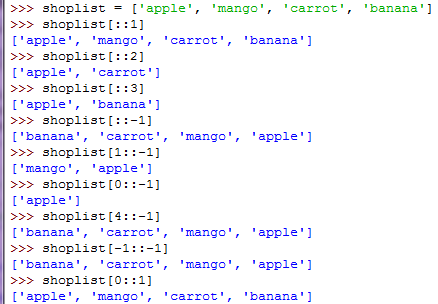 >>> shoplist = ['apple', 'mango', 'carrot', 'banana']
>>> shoplist[::1]
['apple', 'mango', 'carrot', 'banana']
>>> shoplist[::2]
['apple', 'carrot']
>>> shoplist[::3]
['apple', 'banana']
>>> shoplist[::-1]
['banana', 'carrot', 'mango', 'apple']
>>> shoplist[1::-1]
['mango', 'apple']
>>> shoplist[0::-1]
['apple']
>>> shoplist[4::-1]
['banana', 'carrot', 'mango', 'apple']
>>> shoplist[-1::-1]
['banana', 'carrot', 'mango', 'apple']
>>> shoplist[0::1]
['apple', 'mango', 'carrot', 'banana']